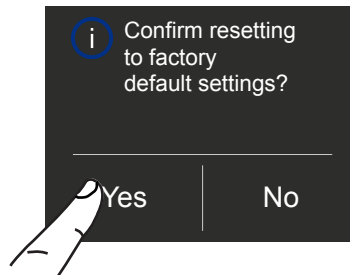 i Confirm resetting
to factory
default settings?
Yes No